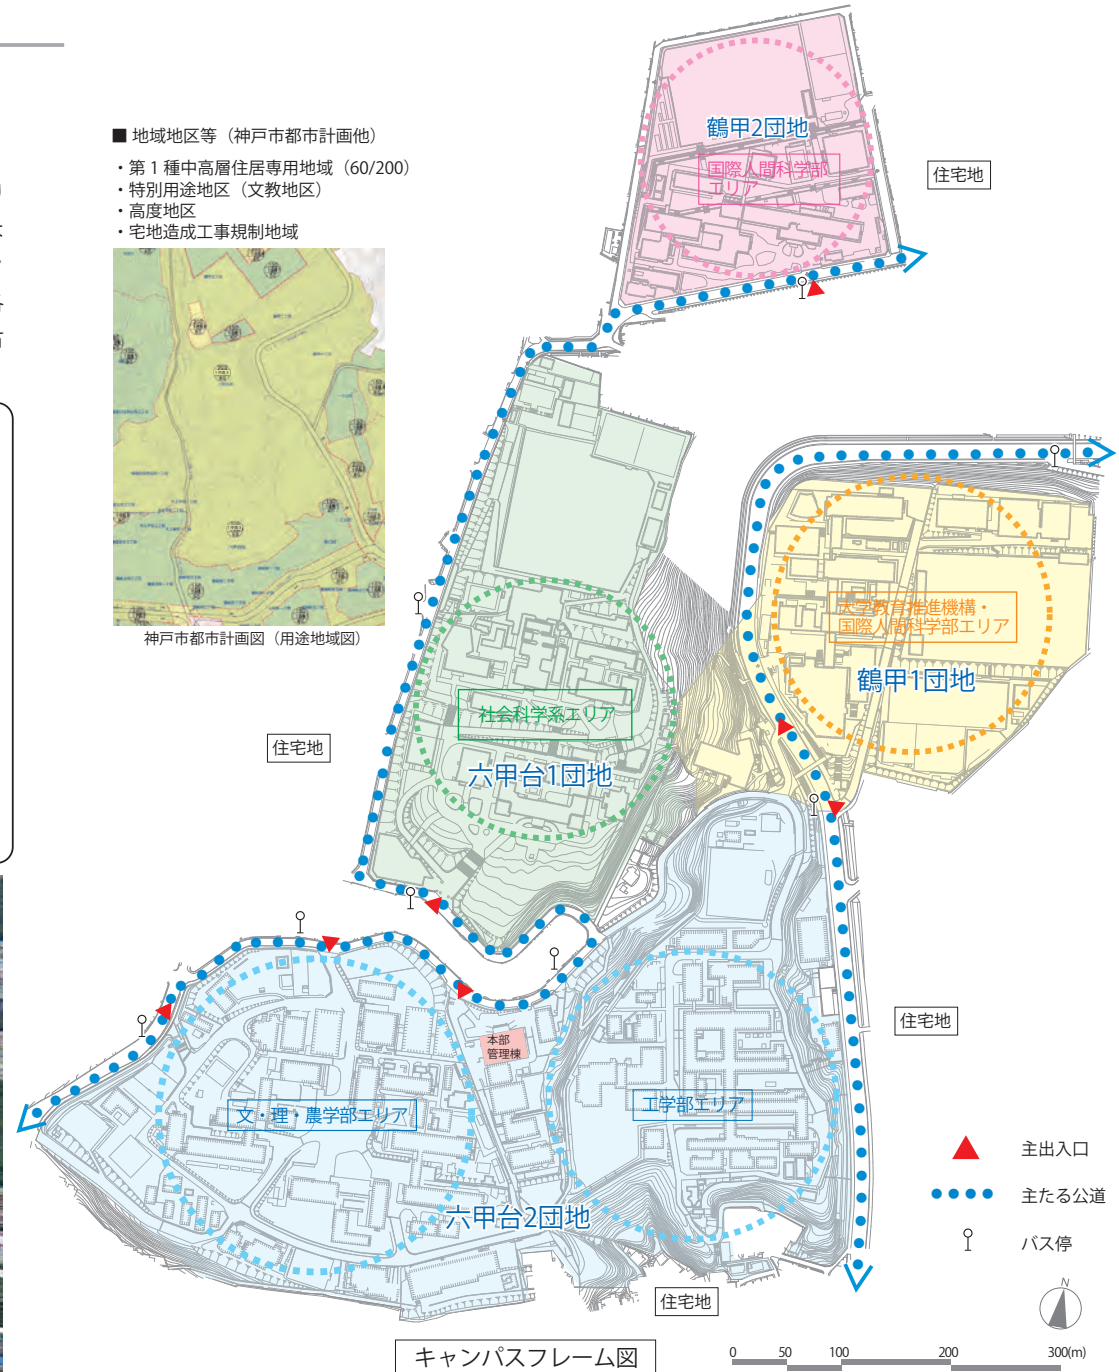 ■ 地域地区等（神戸市都市計画他）
・第 1 種中高層住居専用地域（60/200）
・特別用途地区（文教地区）
・高度地区
・宅地造成工事規制地域
神戸市都市計画図（用途地域図）
鶴甲2団地
国際人間科学部
エリア
住宅地
大学教育推進機構・
国際人間科学部エリア
鶴甲1団地
社会科学系エリア
住宅地
六甲台1団地
本部
管理棟
住宅地
文・理・農学部エリア
工学部エリア
六甲台2団地
住宅地
主出入口
主たる公道
バス停
N
キャンパスフレーム図
0 50 100 200 300(m)